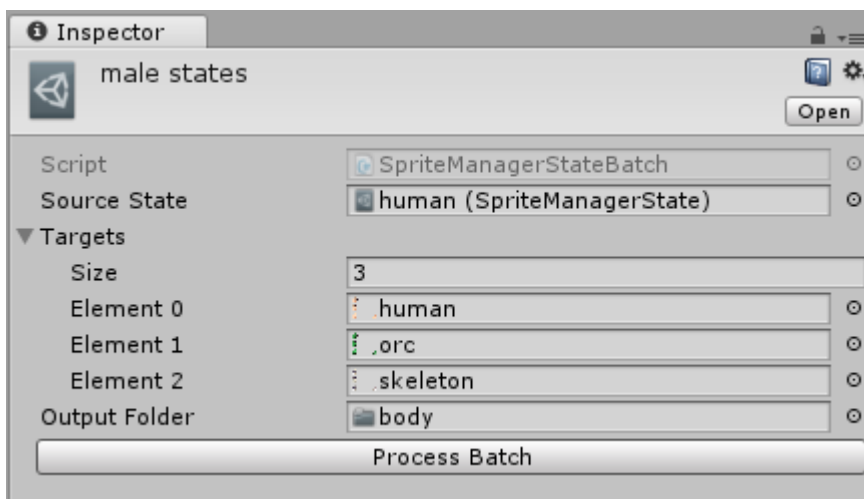 Inspector
male states
Open
Script SpriteManagerStateBatch
Source State human (SpriteManagerState)
Targets
Size 3
Element 0 human
Element 1 orc
Element 2 skeleton
Output Folder body
Process Batch